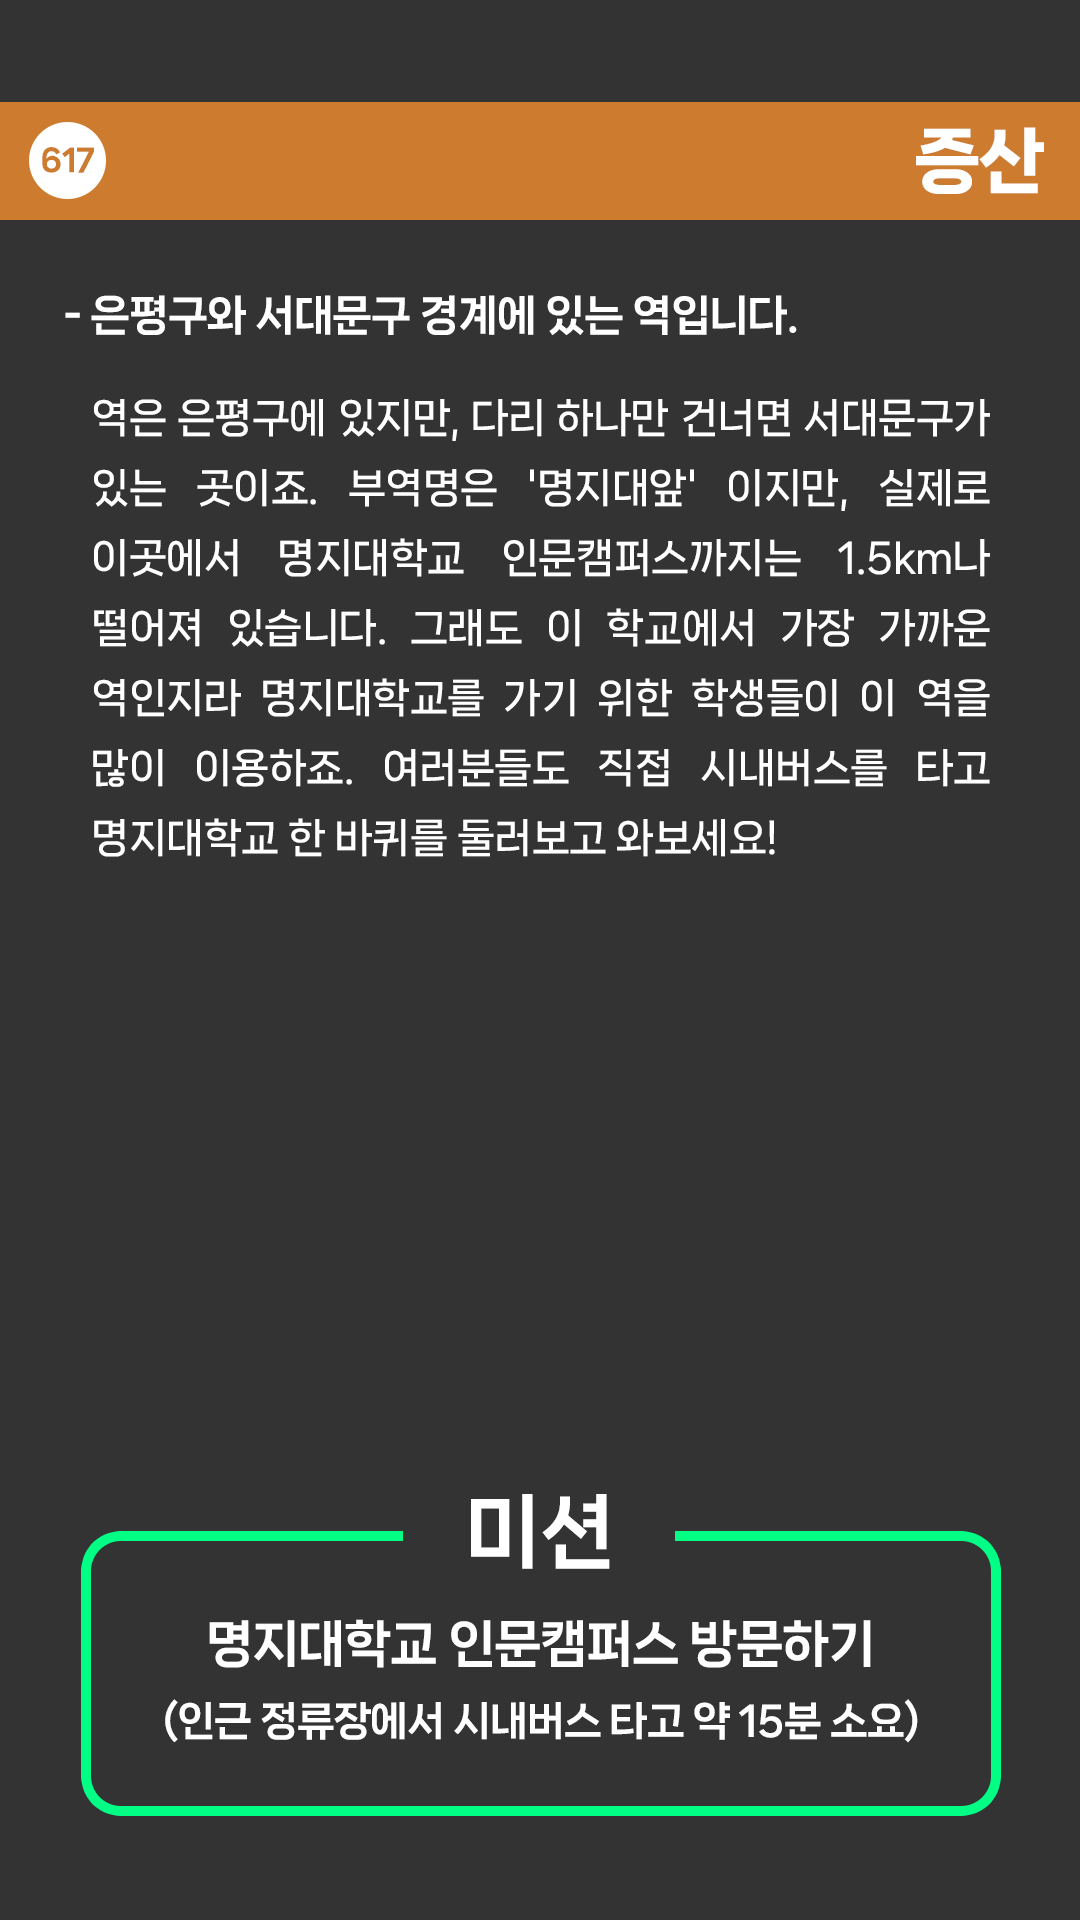 617
증산
- 은평구와 서대문구 경계에 있는 역입니다.
역은 은평구에 있지만, 다리 하나만 건너면 서대문구가
있는 곳이죠. 부역명은 '명지대앞' 이지만, 실제로
이곳에서 명지대학교 인문캠퍼스까지는 1.5km나
떨어져 있습니다. 그래도 이 학교에서 가장 가까운
역인지라 명지대학교를 가기 위한 학생들이 이 역을
많이 이용하죠. 여러분들도 직접 시내버스를 타고
명지대학교 한 바퀴를 둘러보고 와보세요!
미션
명지대학교 인문캠퍼스 방문하기
(인근 정류장에서 시내버스 타고 약 15분 소요)